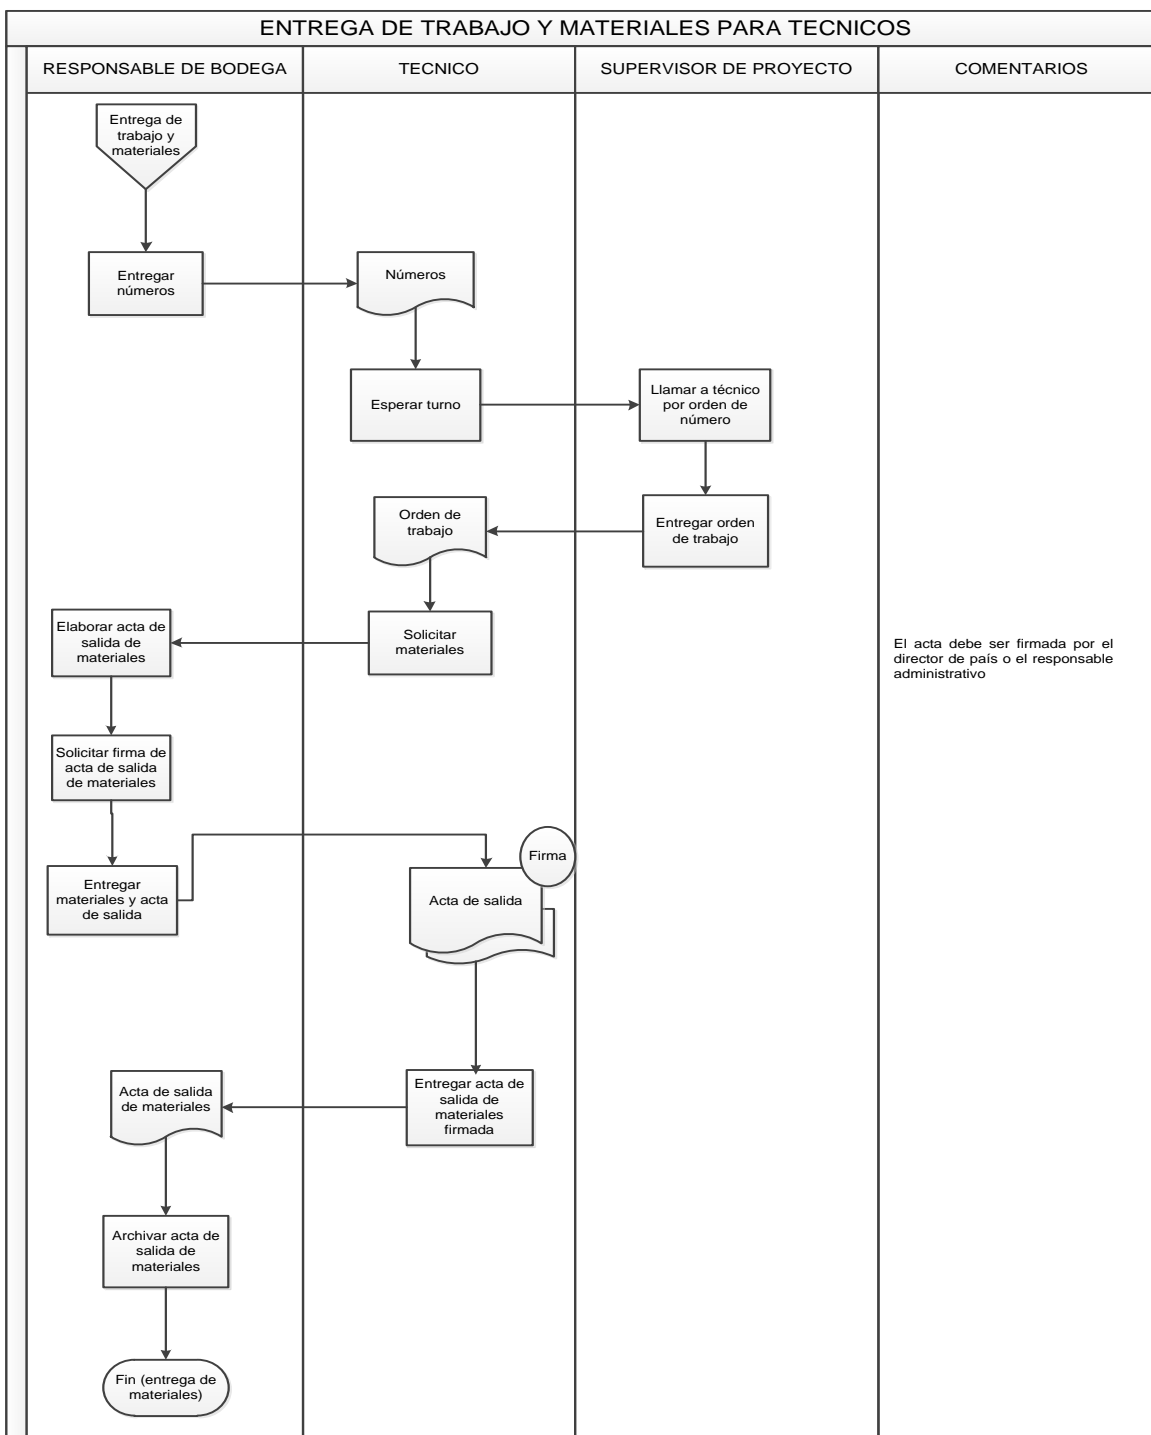 ENTREGA DE TRABAJO Y MATERIALES PARA TECNICOS
RESPONSABLE DE BODEGA
TECNICO
SUPERVISOR DE PROYECTO
COMENTARIOS
Entrega de
trabajo y
materiales
Entregar
números
Números
Esperar turno
Llamar a técnico
por orden de
número
Entregar orden
de trabajo
Orden de
trabajo
Solicitar
materiales
Elaborar acta de
salida de
materiales
El acta debe ser firmada por el
director de país o el responsable
administrativo
Solicitar firma de
acta de salida
de materiales
Entregar
materiales y acta
de salida
Firma
Acta de salida
Entregar acta de
salida de
materiales
firmada
Acta de salida
de materiales
Archivar acta de
salida de
materiales
Fin (entrega de
materiales)